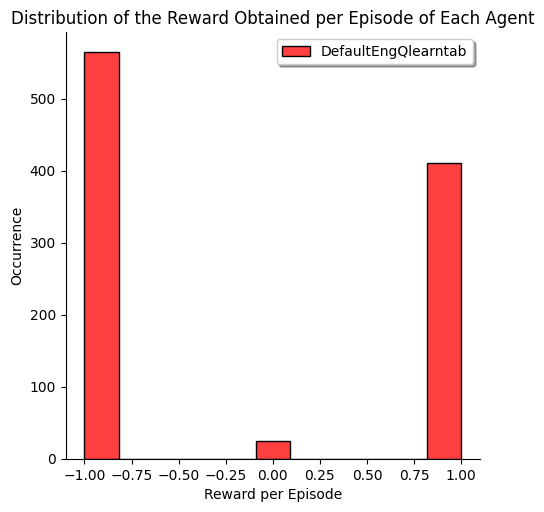 Distribution of the Reward Obtained per Episode of Each Agent
DefaultEngQlearntab
500
400
300
200
100
0
Occurrence
−1.00 −0.75 −0.50 −0.25 0.00 0.25 0.50 0.75 1.00
Reward per Episode